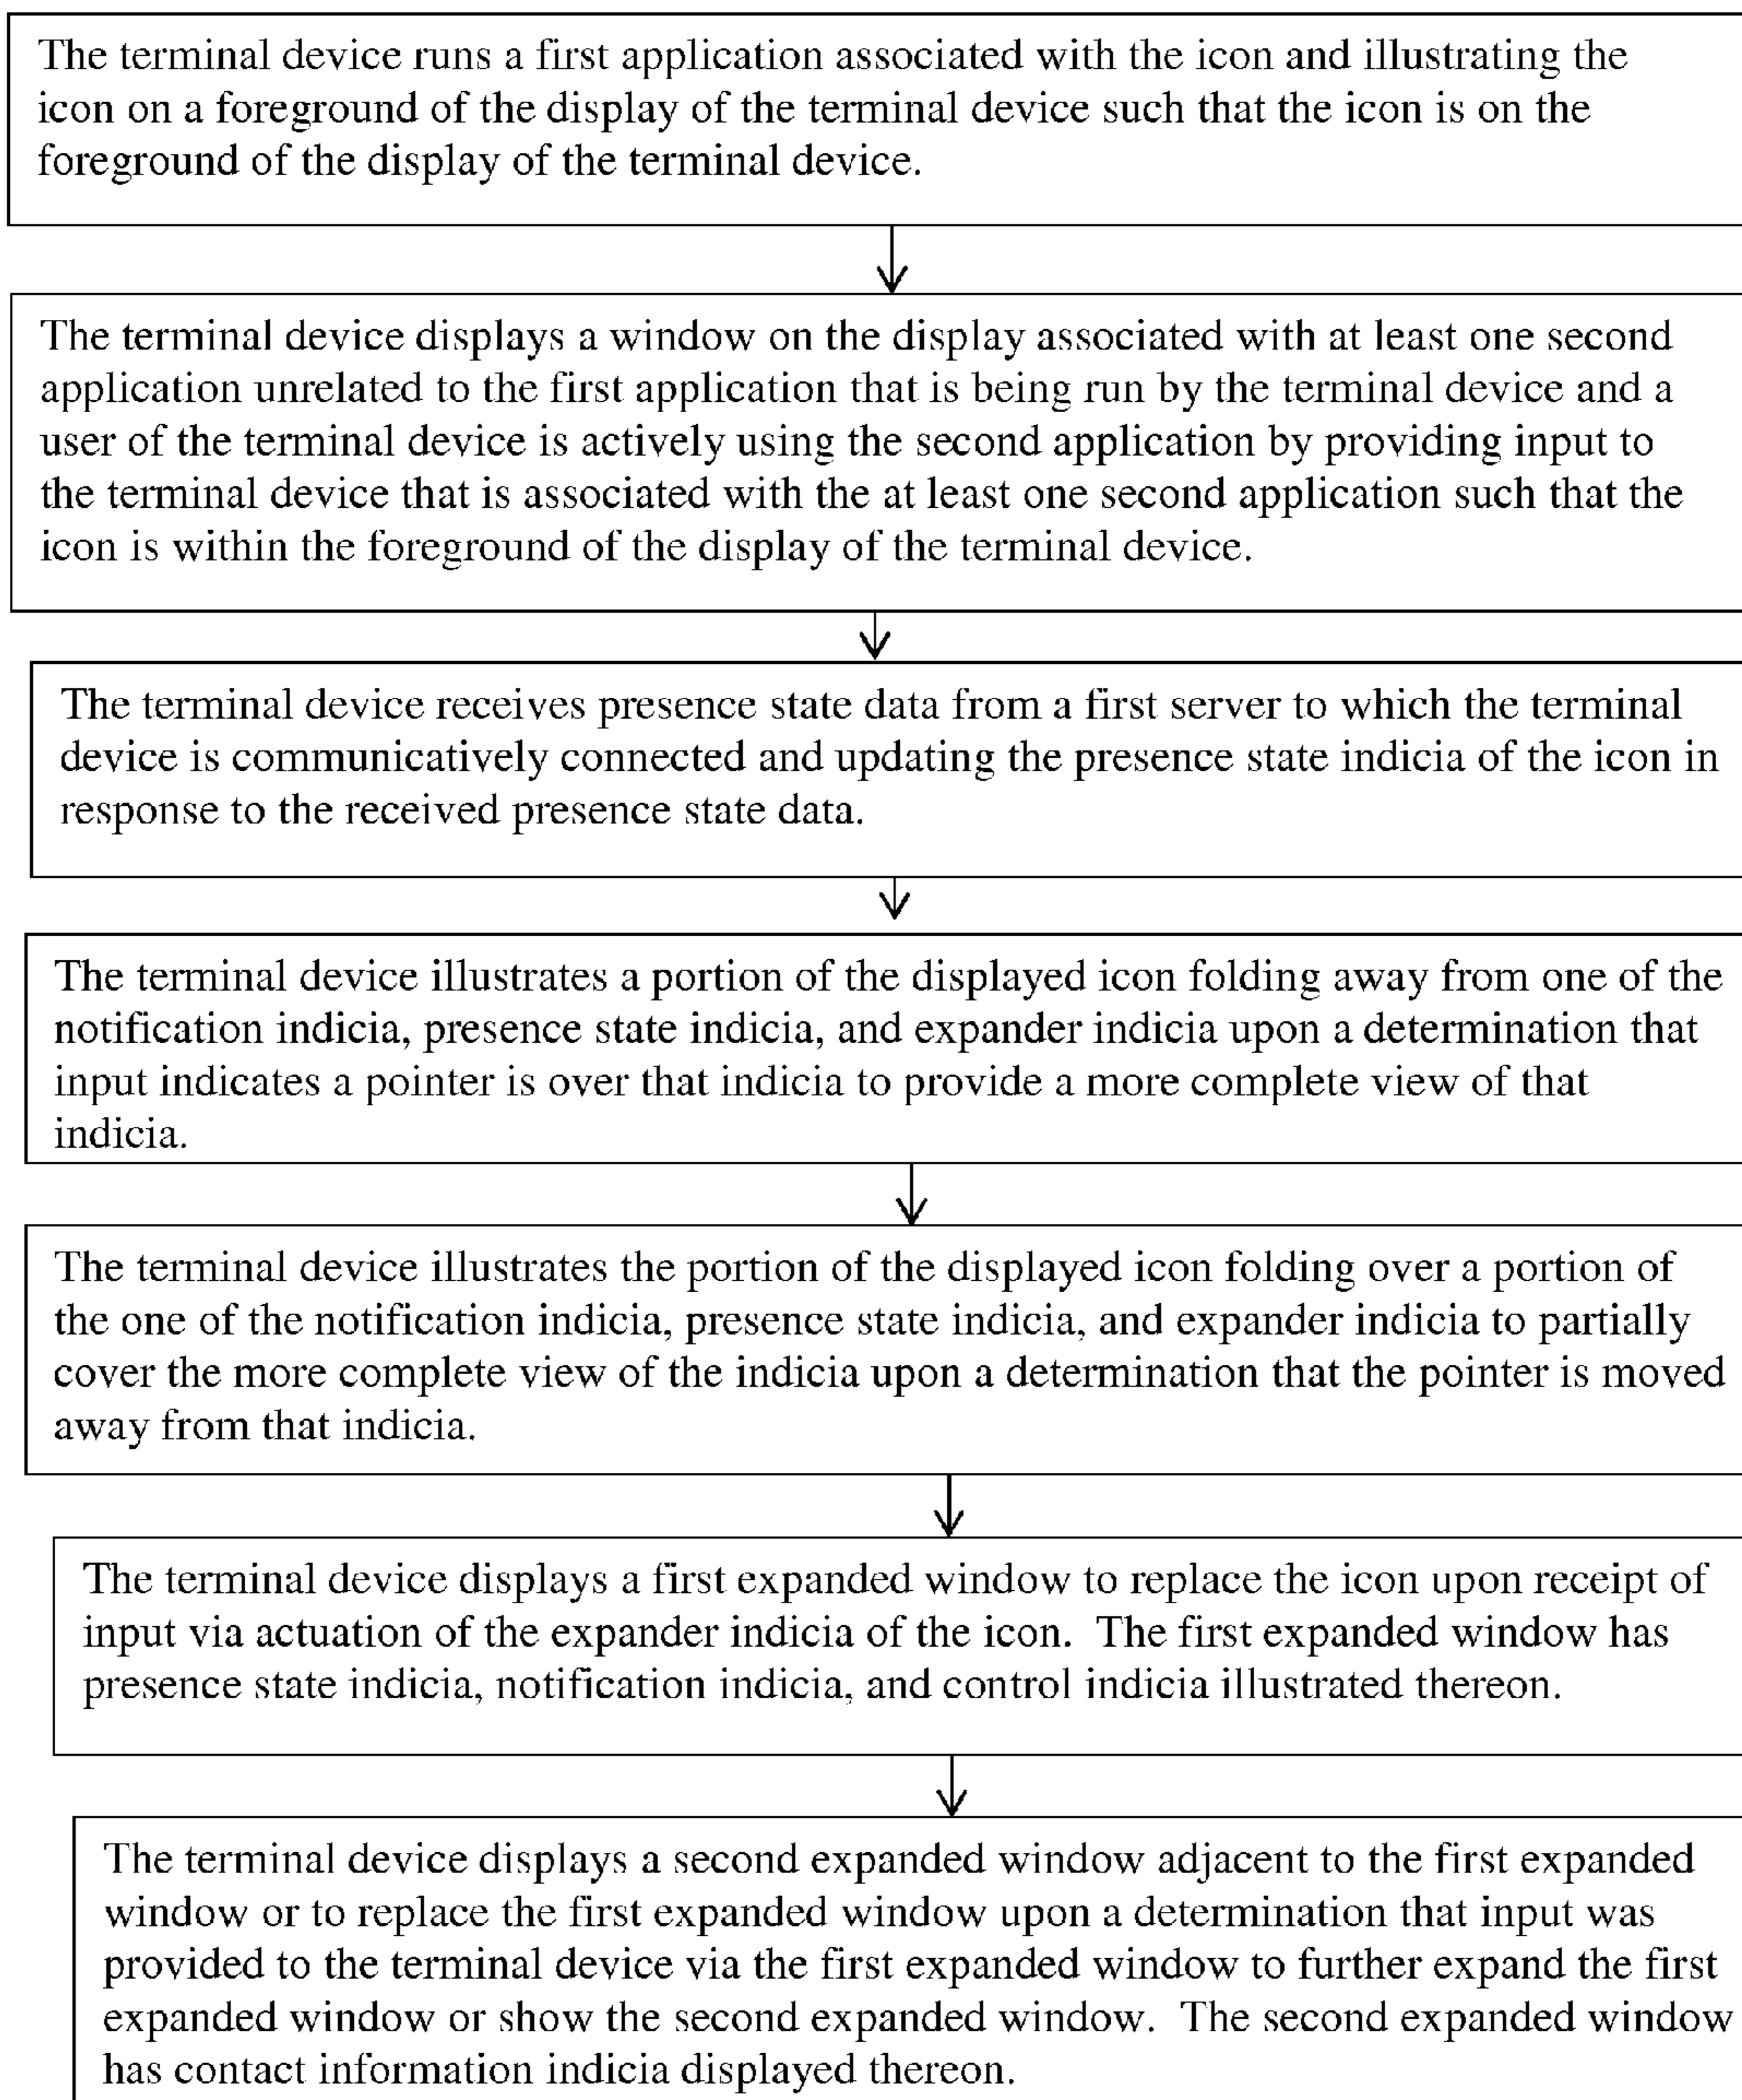 The terminal device runs a first application associated with the icon and illustrating the
icon on a foreground of the display of the terminal device such that the icon is on the
foreground of the display of the terminal device.
The terminal device displays a window on the display associated with at least one second
application unrelated to the first application that is being run by the terminal device and a
user of the terminal device is actively using the second application by providing input to
the terminal device that is associated with the at least one second application such that the
icon is within the foreground of the display of the terminal device.
The terminal device receives presence state data from a first server to which the terminal
device is communicatively connected and updating the presence state indicia of the icon in
response to the received presence state data.
The terminal device illustrates a portion of the displayed icon folding away from one of the
notification indicia, presence state indicia, and expander indicia upon a determination that
input indicates a pointer is over that indicia to provide a more complete view of that
indicia.
The terminal device illustrates the portion of the displayed icon folding over a portion of
the one of the notification indicia, presence state indicia, and expander indicia to partially
cover the more complete view of the indicia upon a determination that the pointer is moved
away from that indicia.
The terminal device displays a first expanded window to replace the icon upon receipt of
input via actuation of the expander indicia of the icon.  The first expanded window has
presence state indicia, notification indicia, and control indicia illustrated thereon.
The terminal device displays a second expanded window adjacent to the first expanded
window or to replace the first expanded window upon a determination that input was
provided to the terminal device via the first expanded window to further expand the first
expanded window or show the second expanded window.  The second expanded window
has contact information indicia displayed thereon.